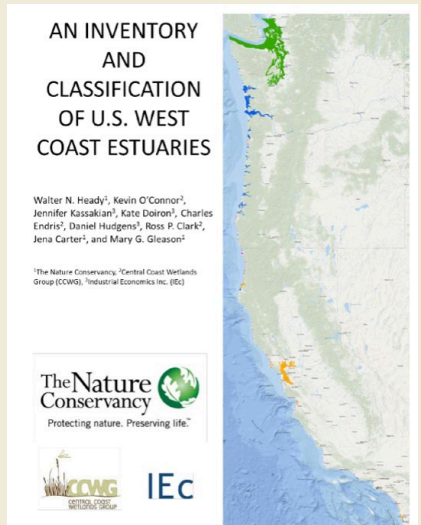 AN INVENTORY
AND
CLASSIFICATION
OF U.S. WEST
COAST ESTUARIES
Walter N. Heady¹, Kevin O'Connor²,
Jennifer Kassakian³, Kate Doiron³, Charles
Endris², Daniel Hudgens³, Ross P. Clark²,
Jena Carter¹, and Mary G. Gleason¹
¹The Nature Conservancy, ²Central Coast Wetlands
Group (CCWG), ³Industrial Economics Inc. (IEc)
The Nature
Conservancy
Protecting nature. Preserving life.™
CCWG
CENTRAL COAST
WETLANDS GROUP
IEc